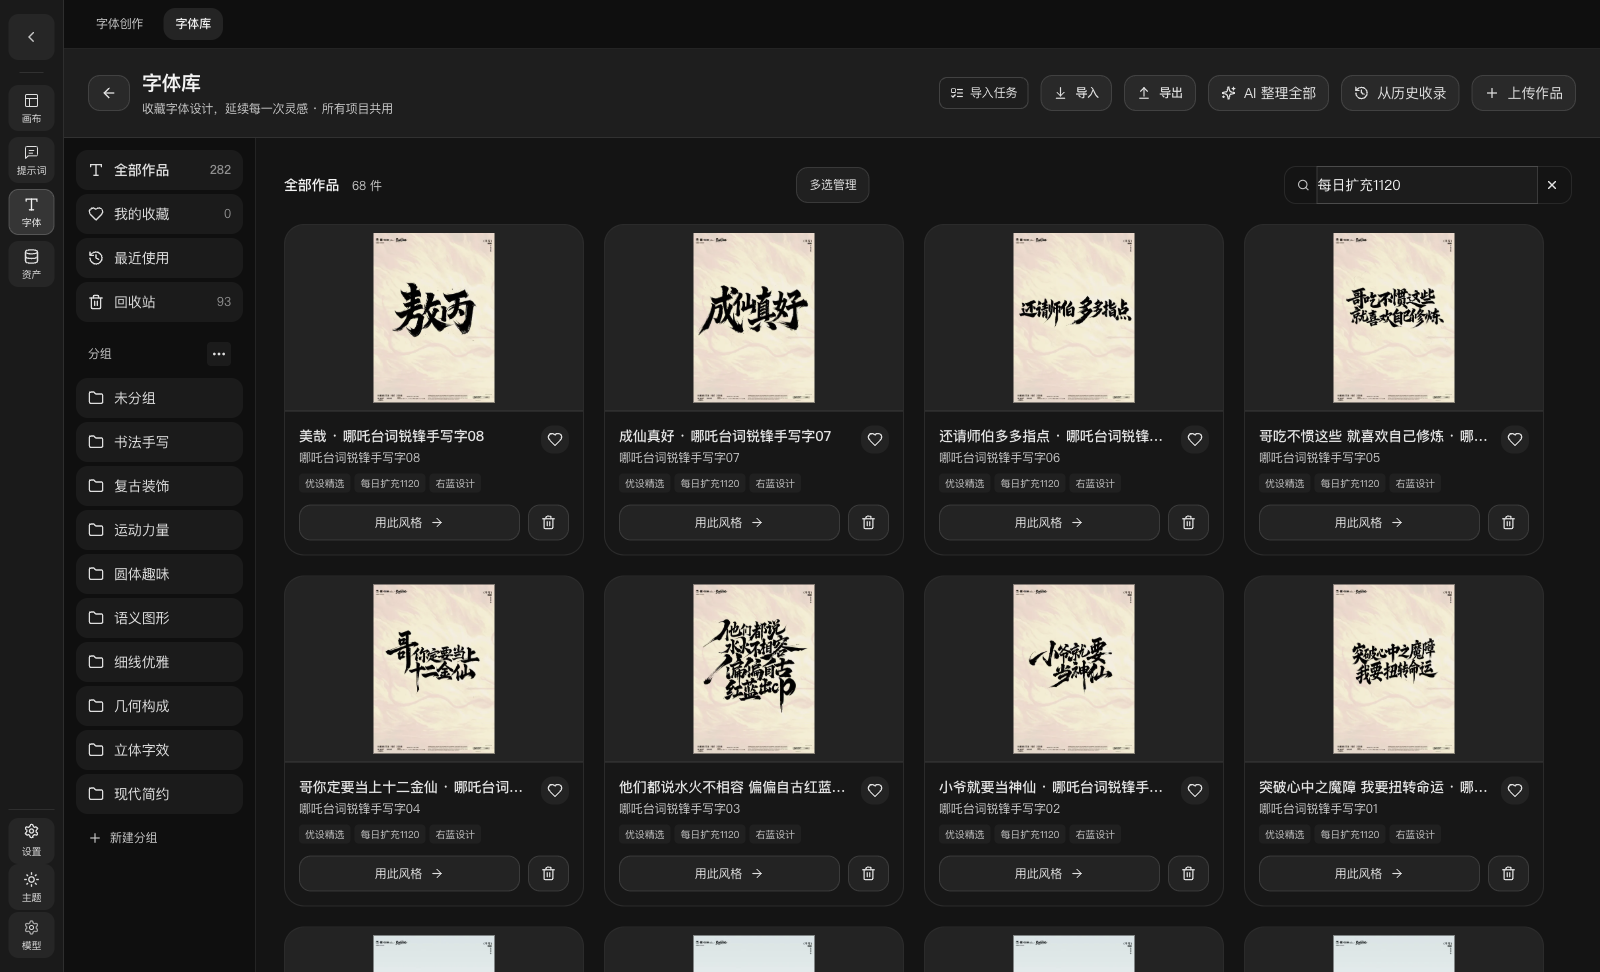 字体创作
字体库
画布
提示词
字体
资产
设置
主题
模型
字体库
收藏字体设计，延续每一次灵感 · 所有项目共用
导入任务
导入
导出
AI 整理全部
从历史收录
上传作品
全部作品 282
我的收藏 0
最近使用
回收站 93
分组
未分组
书法手写
复古装饰
运动力量
圆体趣味
语义图形
细线优雅
几何构成
立体字效
现代简约
新建分组
全部作品 68 件
多选管理
每日扩充1120
敖丙
美哉 · 哪吒台词锐锋手写字08
哪吒台词锐锋手写字08
优设精选 每日扩充1120 右蓝设计
用此风格
成仙真好
成仙真好 · 哪吒台词锐锋手写字07
哪吒台词锐锋手写字07
优设精选 每日扩充1120 右蓝设计
用此风格
还请师伯多多指点
还请师伯多多指点 · 哪吒台词锐锋...
哪吒台词锐锋手写字06
优设精选 每日扩充1120 右蓝设计
用此风格
哥吃不惯这些
就喜欢自己修炼、
哥吃不惯这些 就喜欢自己修炼 · 哪...
哪吒台词锐锋手写字05
优设精选 每日扩充1120 右蓝设计
用此风格
哥你定要当上
十二金仙
哥你定要当上十二金仙 · 哪吒台词...
哪吒台词锐锋手写字04
优设精选 每日扩充1120 右蓝设计
用此风格
他们都说
水火不相容
偏偏自古
红蓝出cp
他们都说水火不相容 偏偏自古红蓝...
哪吒台词锐锋手写字03
优设精选 每日扩充1120 右蓝设计
用此风格
小爷就要
当神仙
小爷就要当神仙 · 哪吒台词锐锋手...
哪吒台词锐锋手写字02
优设精选 每日扩充1120 右蓝设计
用此风格
突破心中之魔障
我要扭转命运
突破心中之魔障 我要扭转命运 · 哪...
哪吒台词锐锋手写字01
优设精选 每日扩充1120 右蓝设计
用此风格